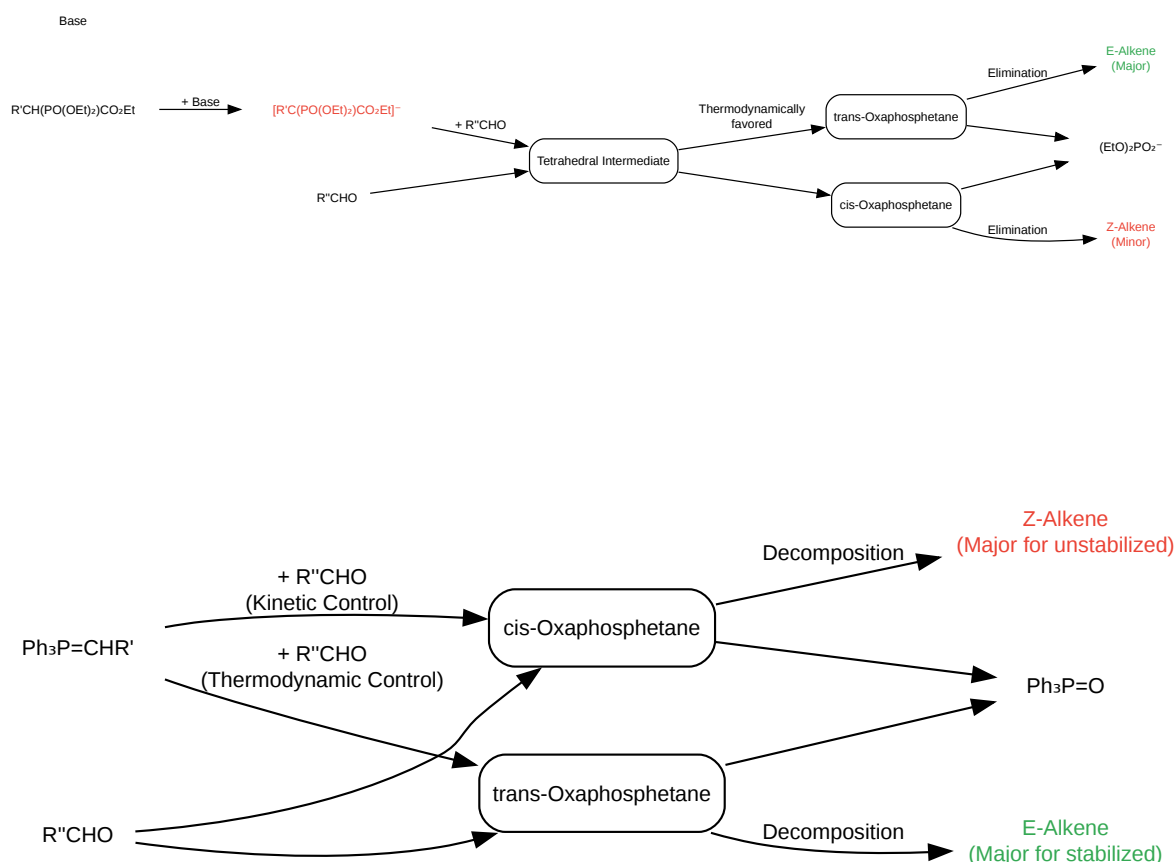 Base
R'CH(PO(OEt)₂)CO₂Et
+ Base
[R'C(PO(OEt)₂)CO₂Et]⁻
+ R''CHO
R''CHO
Tetrahedral Intermediate
Thermodynamically
favored
trans-Oxaphosphetane
cis-Oxaphosphetane
Elimination
E-Alkene
(Major)
(EtO)₂PO₂⁻
Elimination
Z-Alkene
(Minor)
Ph₃P=CHR'
R''CHO
+ R''CHO
(Kinetic Control)
+ R''CHO
(Thermodynamic Control)
cis-Oxaphosphetane
trans-Oxaphosphetane
Decomposition
Z-Alkene
(Major for unstabilized)
Ph₃P=O
Decomposition
E-Alkene
(Major for stabilized)